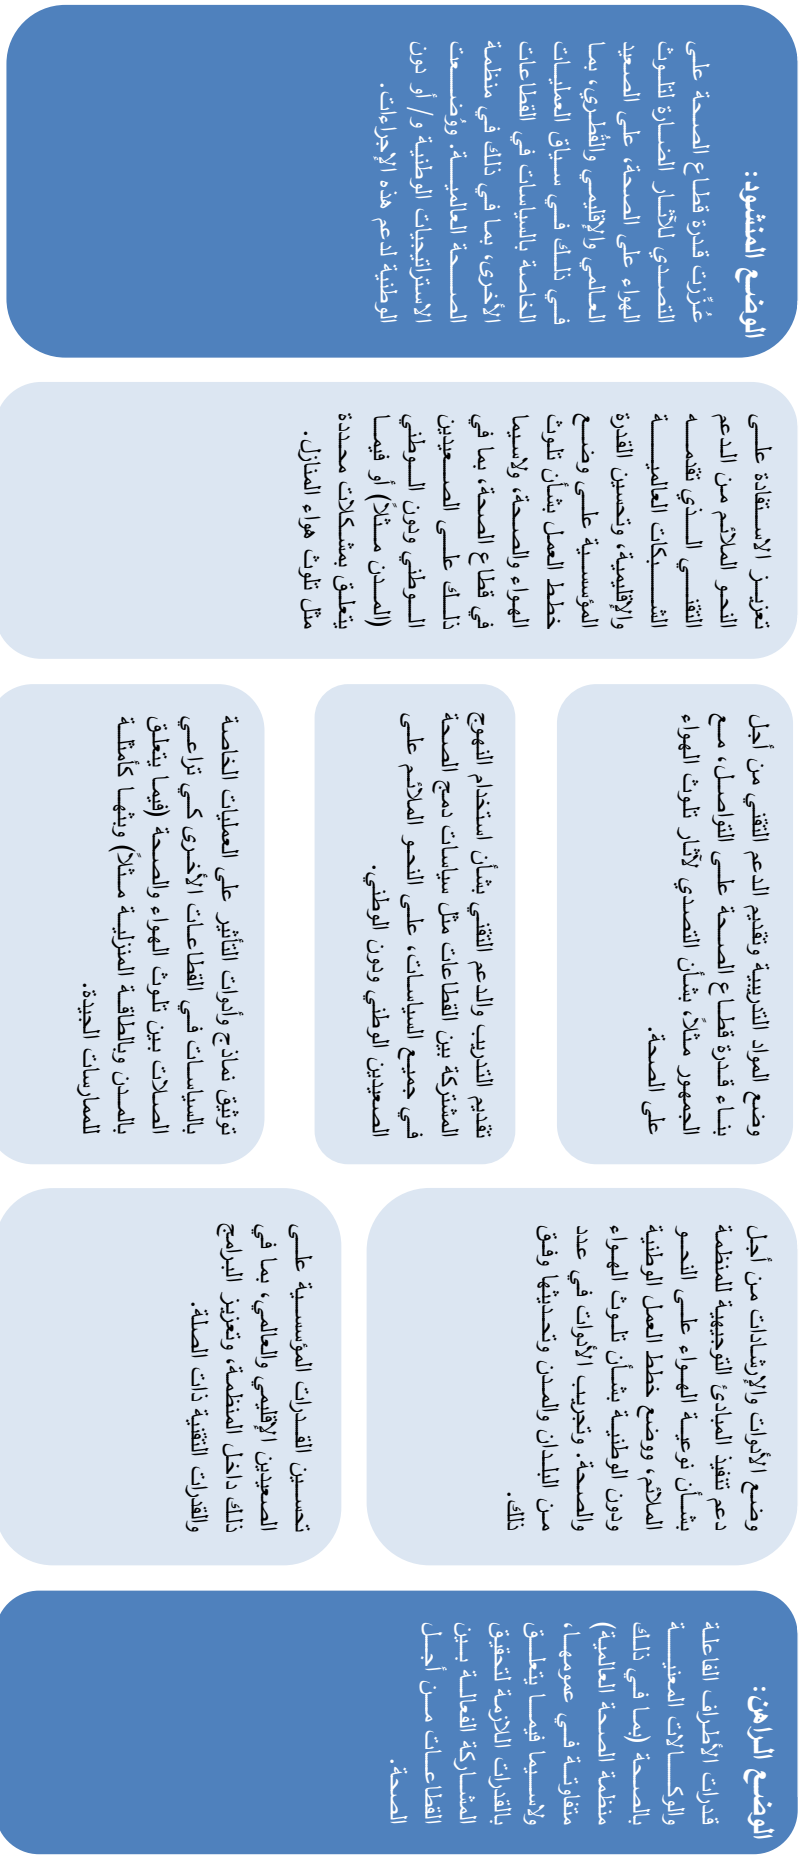 الوضع الراهن:
قدرات الأطراف الفاعلة
والوكالات المعنية
بالصحة (بما في ذلك
منظمة الصحة العالمية)
متفاوتة في عمومها،
ولاسيما فيما يتعلق
بالقدرات اللازمة لتحقيق
المشاركة الفعالة بين
القطاعات من أجل
الصحة.
وضع الأدوات والإرشادات من أجل
دعم تنفيذ المبادئ التوجيهية للمنظمة
بشأن نوعية الهواء على النحو
الملائم، ووضع خطط العمل الوطنية
ودون الوطنية بشأن تلوث الهواء
والصحة. وتجريب الأدوات في عدد
من البلدان والمدن وتحديثها وفق
ذلك.
تحسين القدرات المؤسسية على
الصعيدين الإقليمي والعالمي، بما في
ذلك داخل المنظمة، وتعزيز البرامج
والقدرات التقنية ذات الصلة.
وضع المواد التدريبية وتقديم الدعم التقني من أجل
بناء قدرة قطاع الصحة على التواصل، مع
الجمهور مثلاً، بشأن التصدي لآثار تلوث الهواء
على الصحة.
تقديم التدريب والدعم التقني بشأن استخدام النهوج
المشتركة بين القطاعات مثل سياسات دمج الصحة
في جميع السياسات، على النحو الملائم على
الصعيدين الوطني ودون الوطني.
توثيق نماذج وأدوات التأثير على العمليات الخاصة
بالسياسات في القطاعات الأخرى كي تراعي
الصلات بين تلوث الهواء والصحة (فيما يتعلق
بالمدن وبالطاقة المنزلية مثلاً) وبثها كأمثلة
للممارسات الجيدة.
تعزيز الاستفادة على
النحو الملائم من الدعم
التقني الذي تقدمه
الشبكات العالمية
والإقليمية، وتحسين القدرة
المؤسسية على وضع
خطط العمل بشأن تلوث
الهواء والصحة، ولاسيما
في قطاع الصحة، بما في
ذلك على الصعيدين
الوطني ودون الوطني
(المدن مثلاً) أو فيما
يتعلق بمشكلات محددة
مثل تلوث هواء المنازل.
الوضع المنشود:
عُزِّزت قدرة قطاع الصحة على
التصدي للآثار الضارة لتلوث
الهواء على الصحة، على الصعيد
العالمي والإقليمي والقُطري، بما
في ذلك في سياق العمليات
الخاصة بالسياسات في القطاعات
الأخرى، بما في ذلك في منظمة
الصحة العالمية. ووُضعت
الاستراتيجيات الوطنية و/ أو دون
الوطنية لدعم هذه الإجراءات.